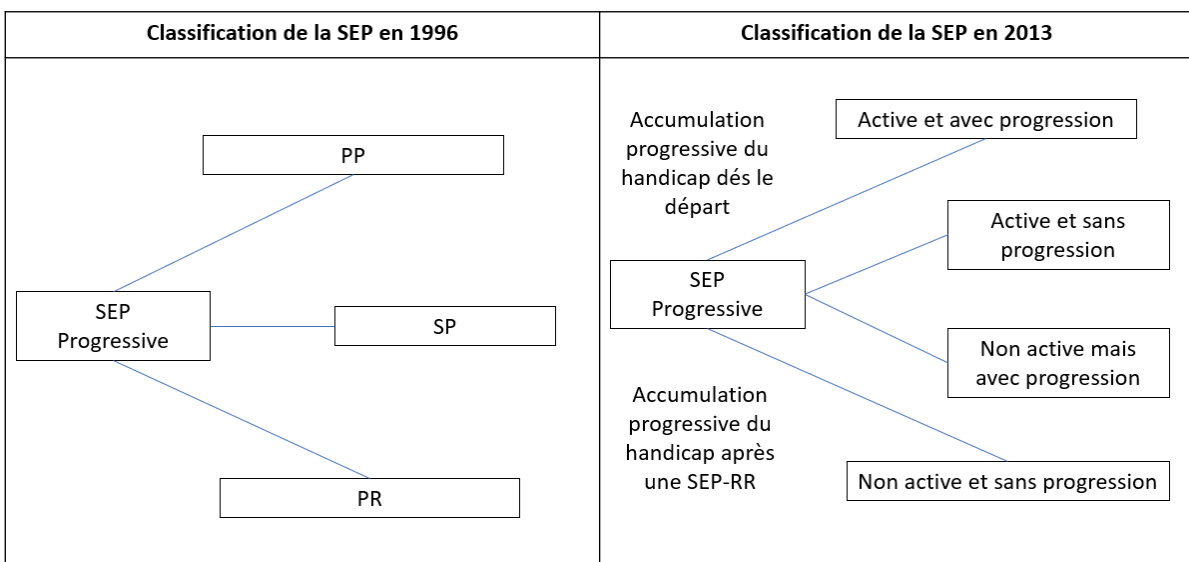 Classification de la SEP en 1996
PP
SEP
Progressive
SP
PR
Classification de la SEP en 2013
Accumulation
progressive du
handicap dés le
départ
Active et avec progression
Active et sans
progression
SEP
Progressive
Non active mais
avec progression
Accumulation
progressive du
handicap après
une SEP-RR
Non active et sans progression